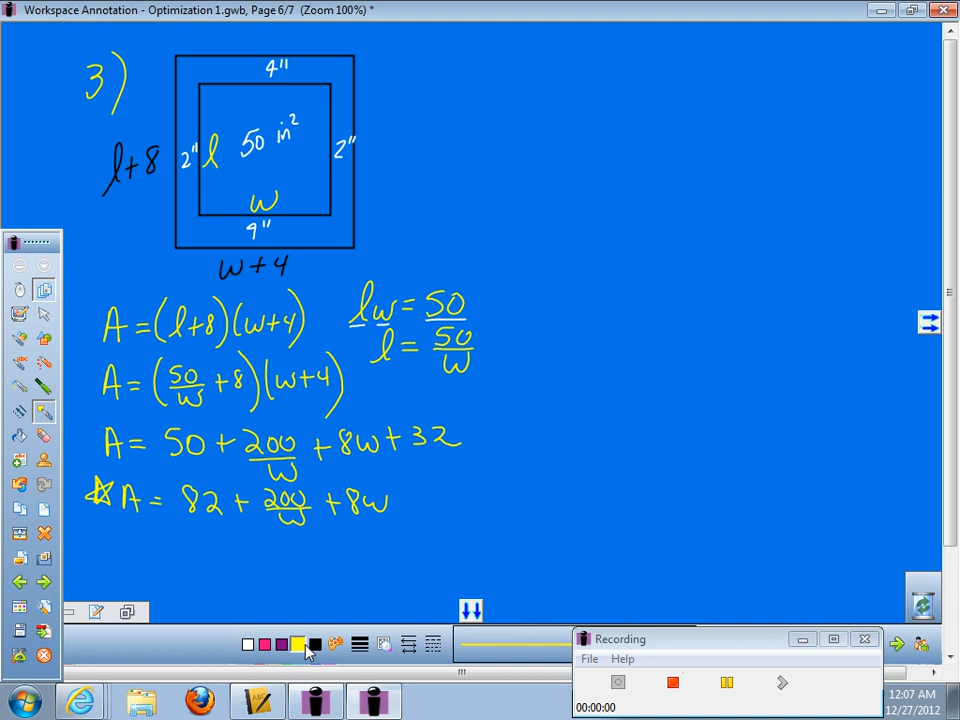 Workspace Annotation - Optimization 1.gwb, Page 6/7 (Zoom 100%) *
3)
4"
l+8
2"
l
50 in²
2"
w
4"
w+4
A = (l+8)(w+4)
lw = 50
l = 50/w
A = (50/w + 8)(w+4)
A = 50 + 200/w + 8w + 32
☆A = 82 + 200/w + 8w
Recording
File Help
00:00:00
12:07 AM
12/27/2012